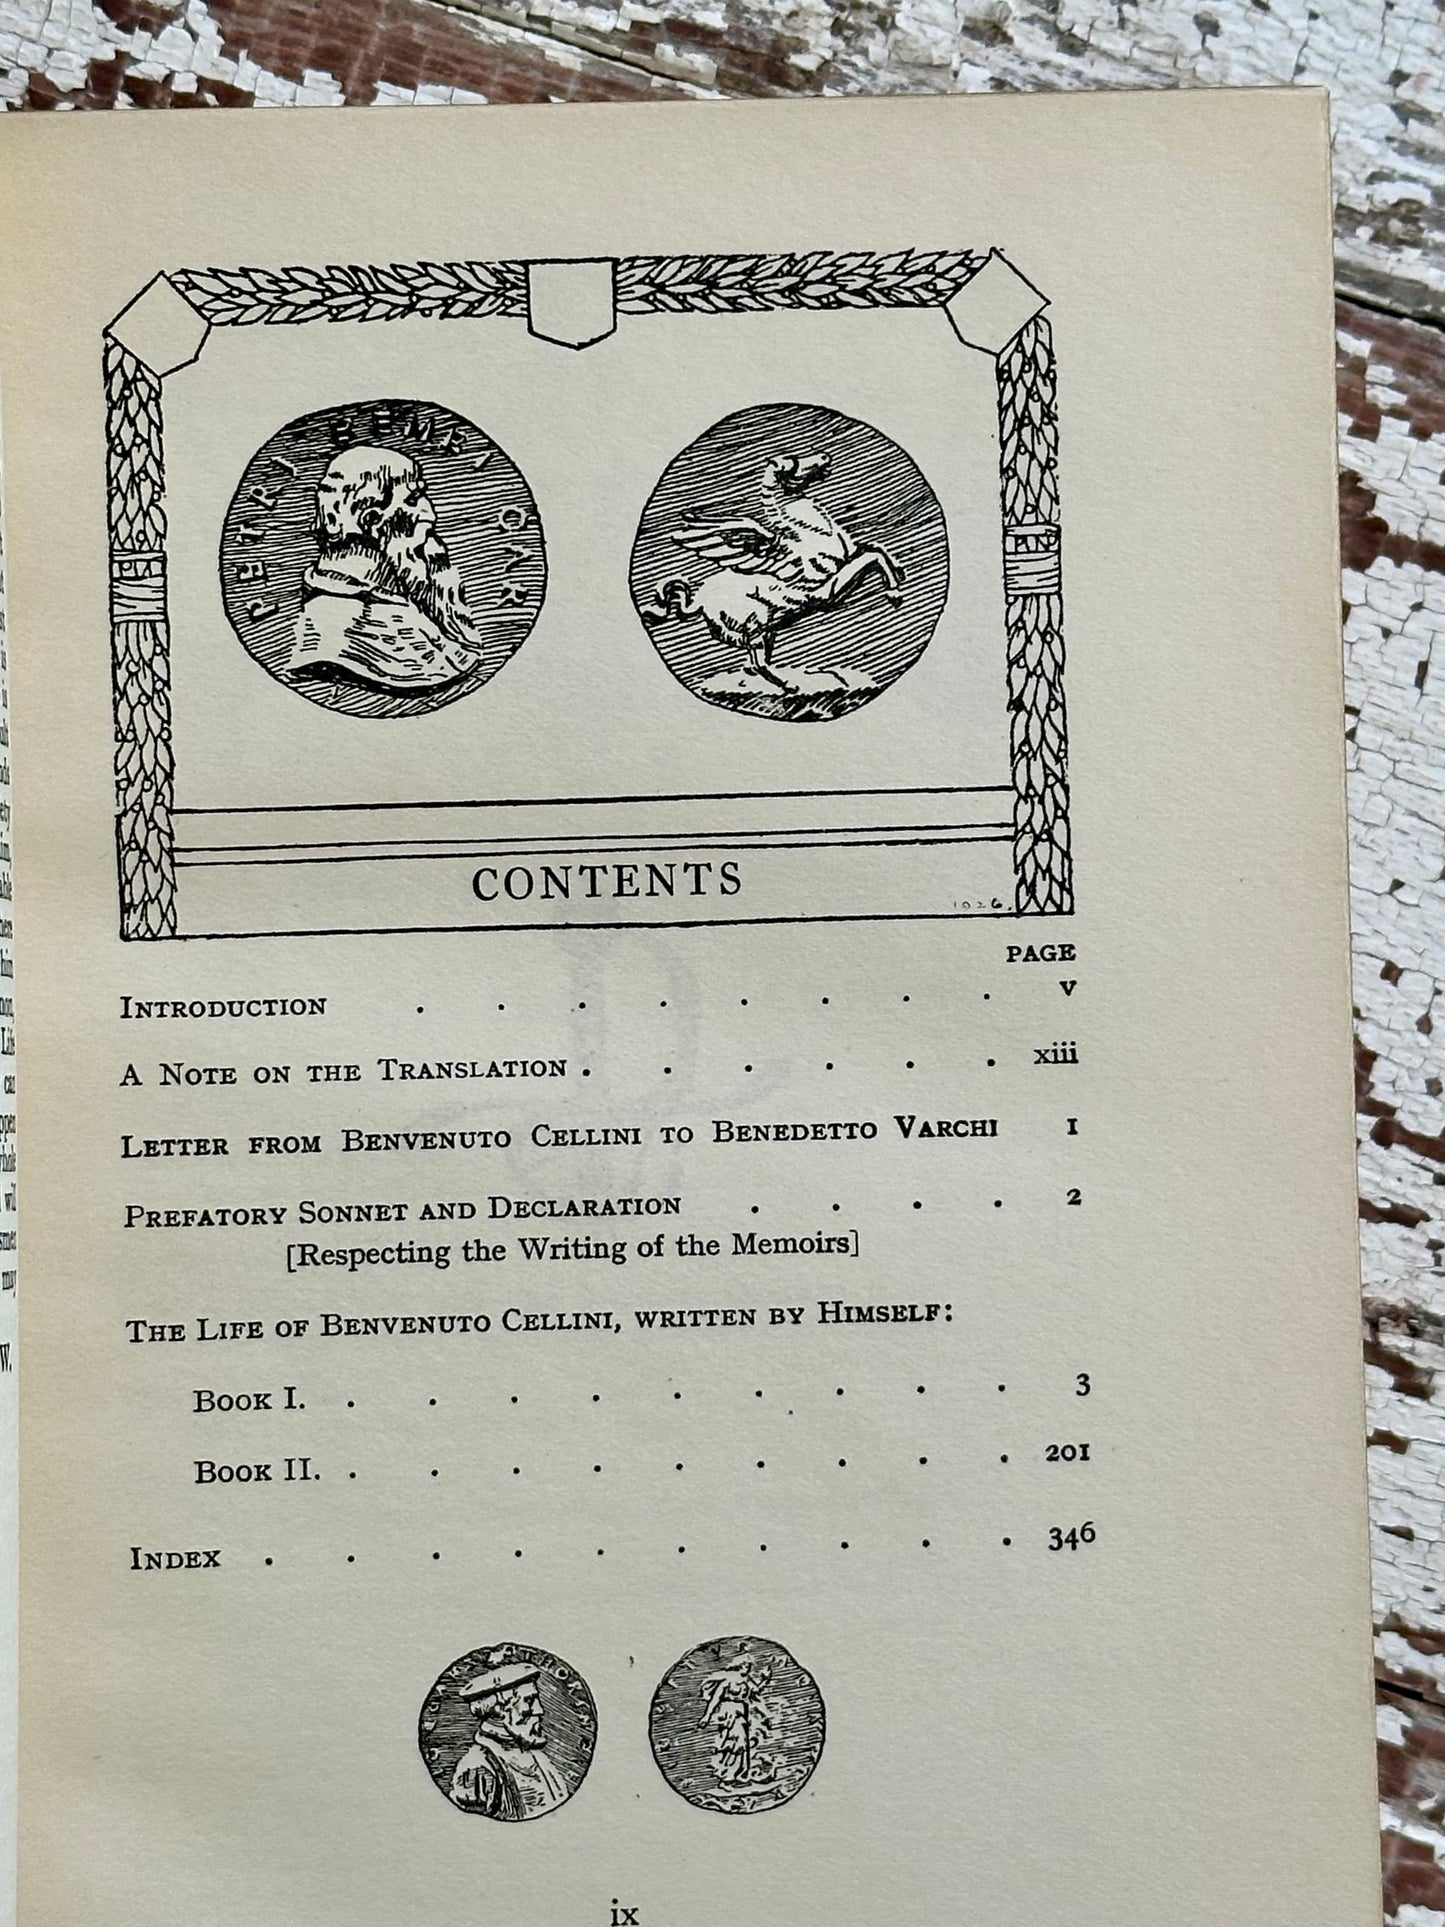 CONTENTS
1926.
PAGE
INTRODUCTION . . . . . . . . v
A NOTE ON THE TRANSLATION . . . . . . xiii
LETTER FROM BENVENUTO CELLINI TO BENEDETTO VARCHI 1
PREFATORY SONNET AND DECLARATION . . . . 2
[Respecting the Writing of the Memoirs]
THE LIFE OF BENVENUTO CELLINI, WRITTEN BY HIMSELF:
BOOK I. . . . . . . . . . 3
BOOK II. . . . . . . . . . 201
INDEX . . . . . . . . . . 346
ix